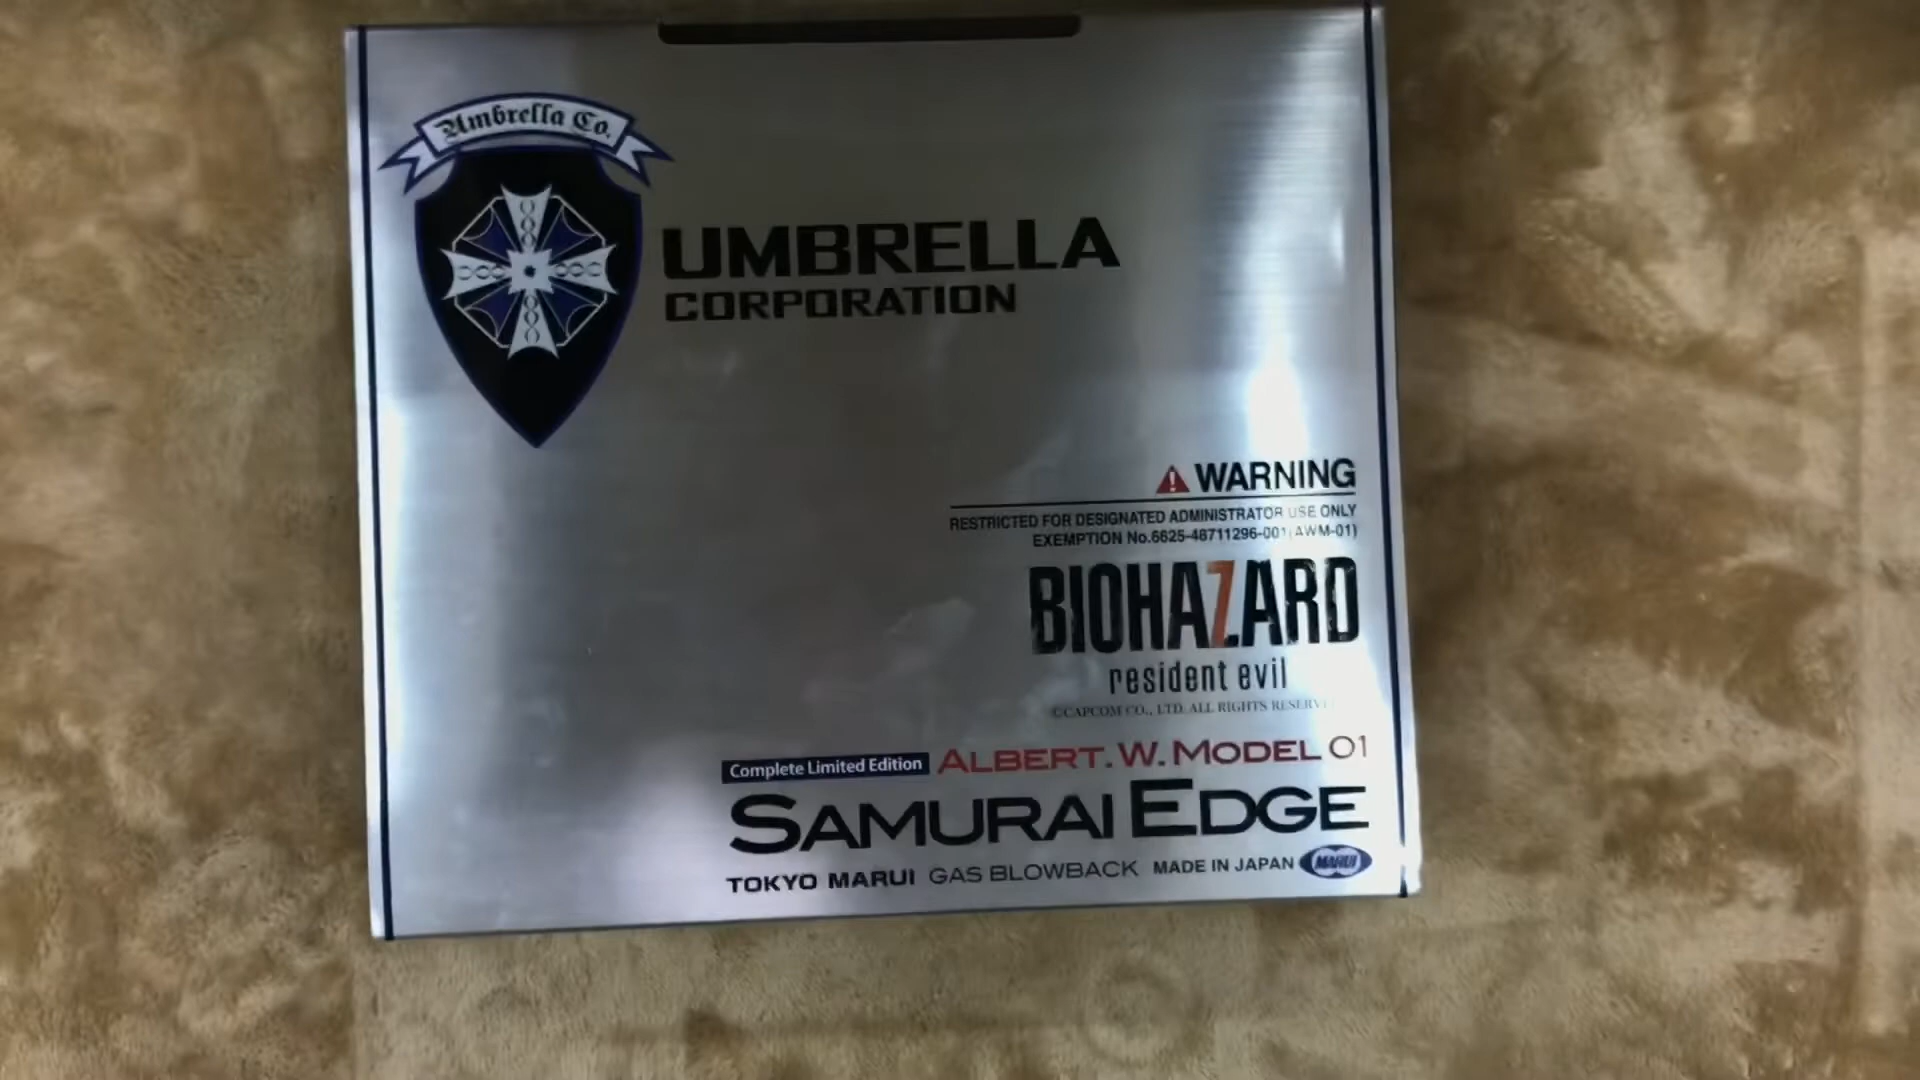 Umbrella Co.
UMBRELLA
CORPORATION
WARNING
RESTRICTED FOR DESIGNATED ADMINISTRATOR USE ONLY
EXEMPTION No.6625-48711296-001(AWM-01)
BIOHAZARD
resident evil
©CAPCOM CO., LTD. ALL RIGHTS RESERVED
Complete Limited Edition ALBERT.W.MODEL 01
SAMURAI EDGE
TOKYO MARUI GAS BLOWBACK MADE IN JAPAN MARUI